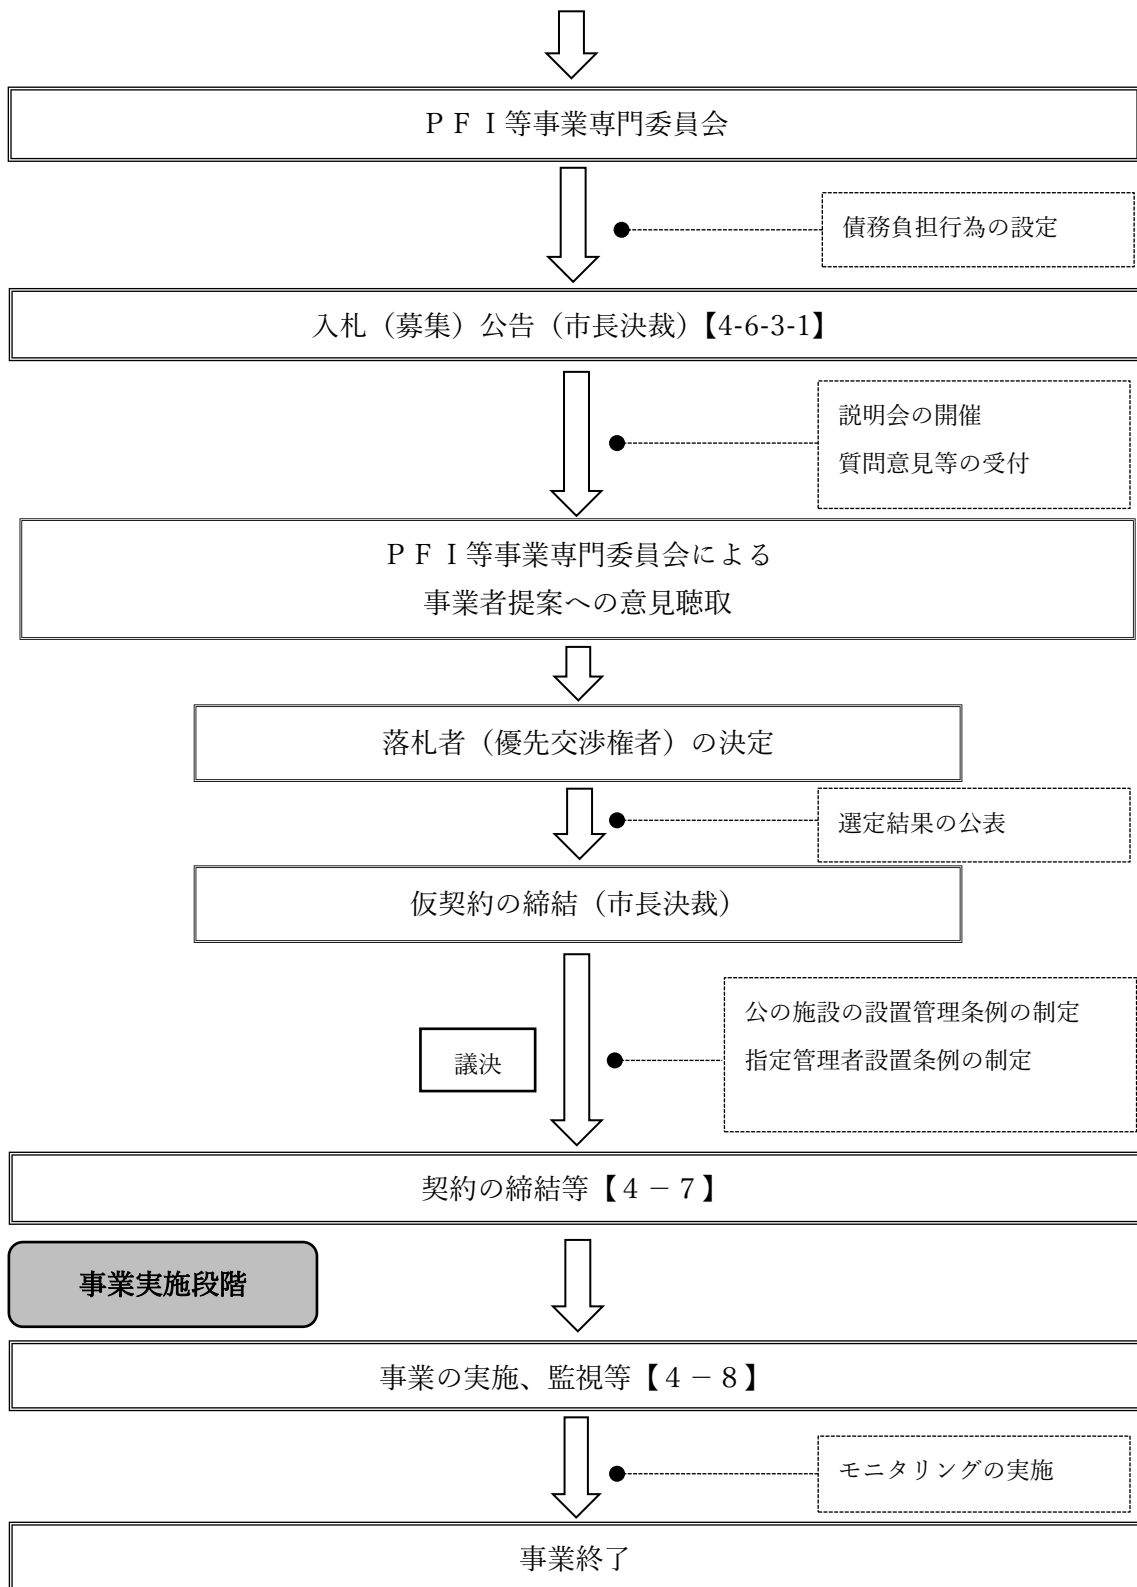 ＰＦＩ等事業専門委員会
債務負担行為の設定
入札（募集）公告（市長決裁）【4-6-3-1】
説明会の開催
質問意見等の受付
ＰＦＩ等事業専門委員会による
事業者提案への意見聴取
落札者（優先交渉権者）の決定
選定結果の公表
仮契約の締結（市長決裁）
公の施設の設置管理条例の制定
指定管理者設置条例の制定
議決
契約の締結等【４－７】
事業実施段階
事業の実施、監視等【４－８】
モニタリングの実施
事業終了